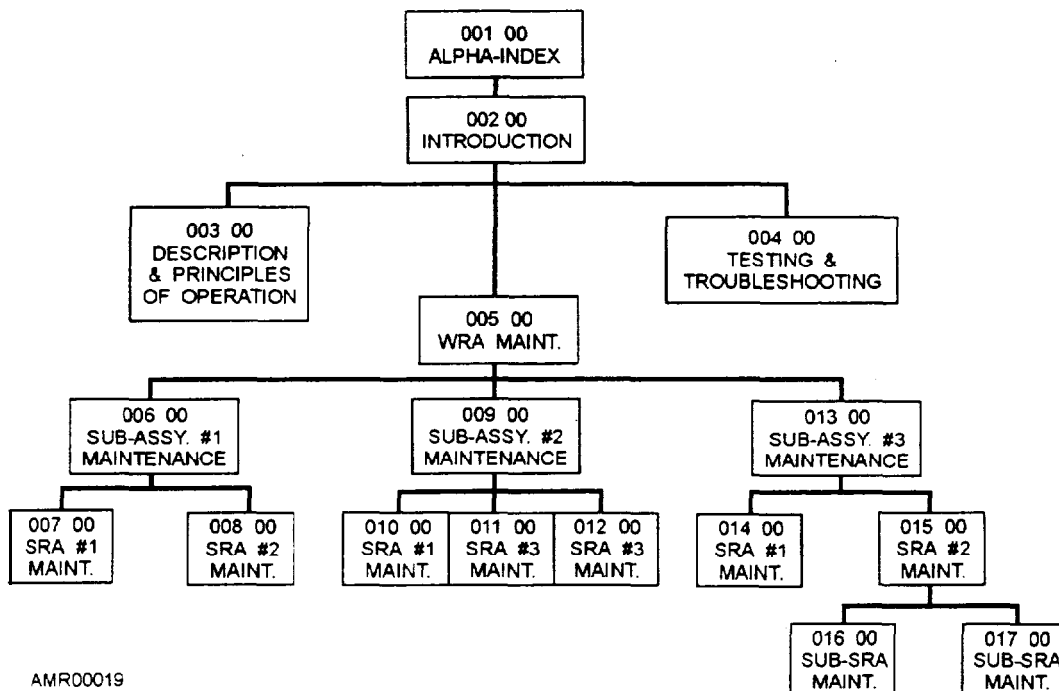 001 00
ALPHA-INDEX
002 00
INTRODUCTION
003 00
DESCRIPTION
& PRINCIPLES
OF OPERATION
004 00
TESTING &
TROUBLESHOOTING
005 00
WRA MAINT.
006 00
SUB-ASSY. #1
MAINTENANCE
009 00
SUB-ASSY. #2
MAINTENANCE
013 00
SUB-ASSY. #3
MAINTENANCE
007 00
SRA #1
MAINT.
008 00
SRA #2
MAINT.
010 00
SRA #1
MAINT.
011 00
SRA #3
MAINT.
012 00
SRA #3
MAINT.
014 00
SRA #1
MAINT.
015 00
SRA #2
MAINT.
016 00
SUB-SRA
MAINT.
017 00
SUB-SRA
MAINT.
AMR00019